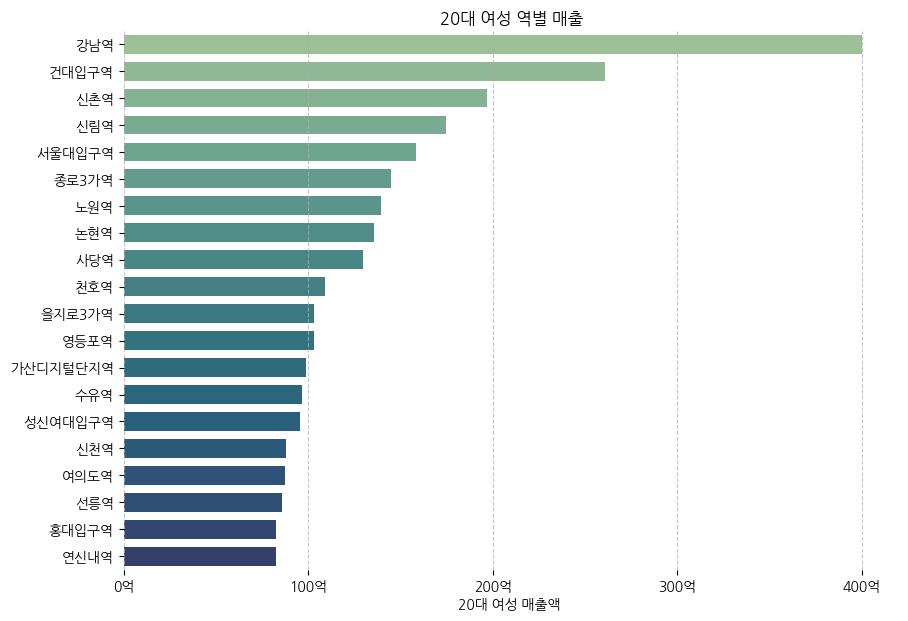 20대 여성 역별 매출
강남역
건대입구역
신촌역
신림역
서울대입구역
종로3가역
노원역
논현역
사당역
천호역
을지로3가역
영등포역
가산디지털단지역
수유역
성신여대입구역
신천역
여의도역
선릉역
홍대입구역
연신내역
0억 100억 200억 300억 400억
20대 여성 매출액